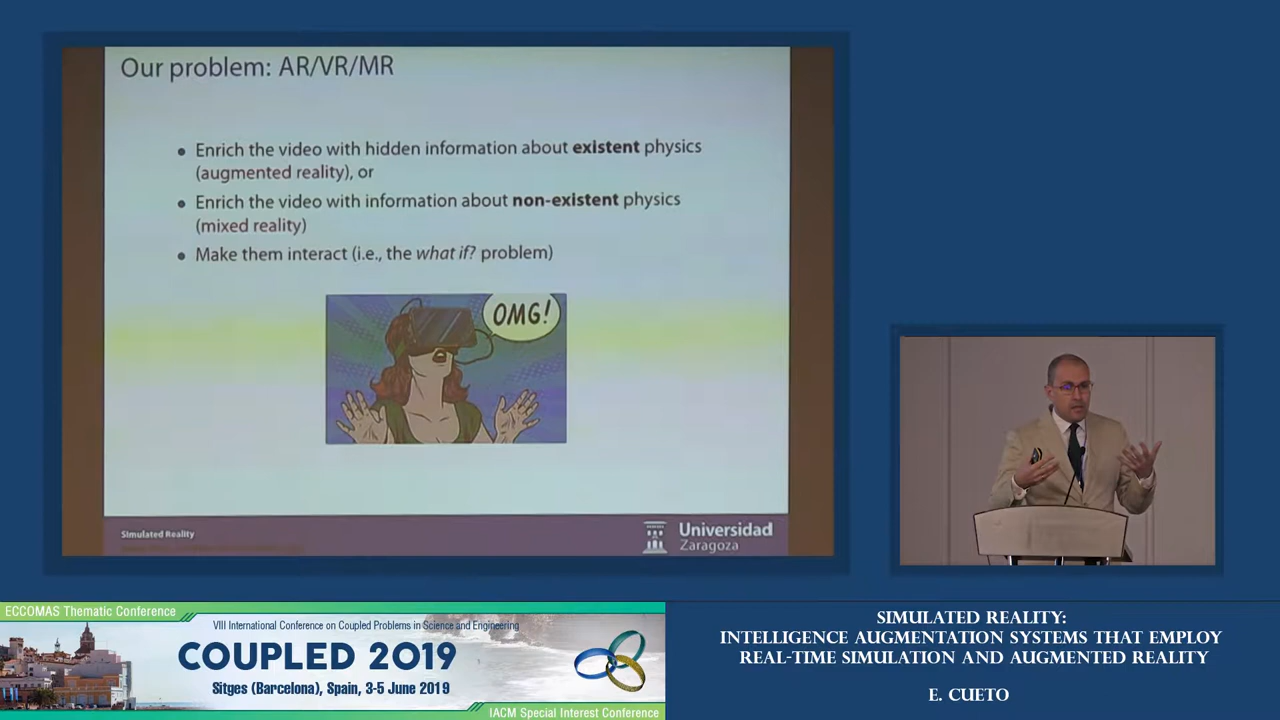 Our problem: AR/VR/MR
● Enrich the video with hidden information about existent physics
(augmented reality), or
● Enrich the video with information about non-existent physics
(mixed reality)
● Make them interact (i.e., the what if? problem)
OMG!
Simulated Reality
Universidad
Zaragoza
ECCOMAS Thematic Conference
VIII International Conference on Coupled Problems in Science and Engineering
COUPLED 2019
Sitges (Barcelona), Spain, 3-5 June 2019
IACM Special Interest Conference
SIMULATED REALITY:
INTELLIGENCE AUGMENTATION SYSTEMS THAT EMPLOY
REAL-TIME SIMULATION AND AUGMENTED REALITY
E. CUETO